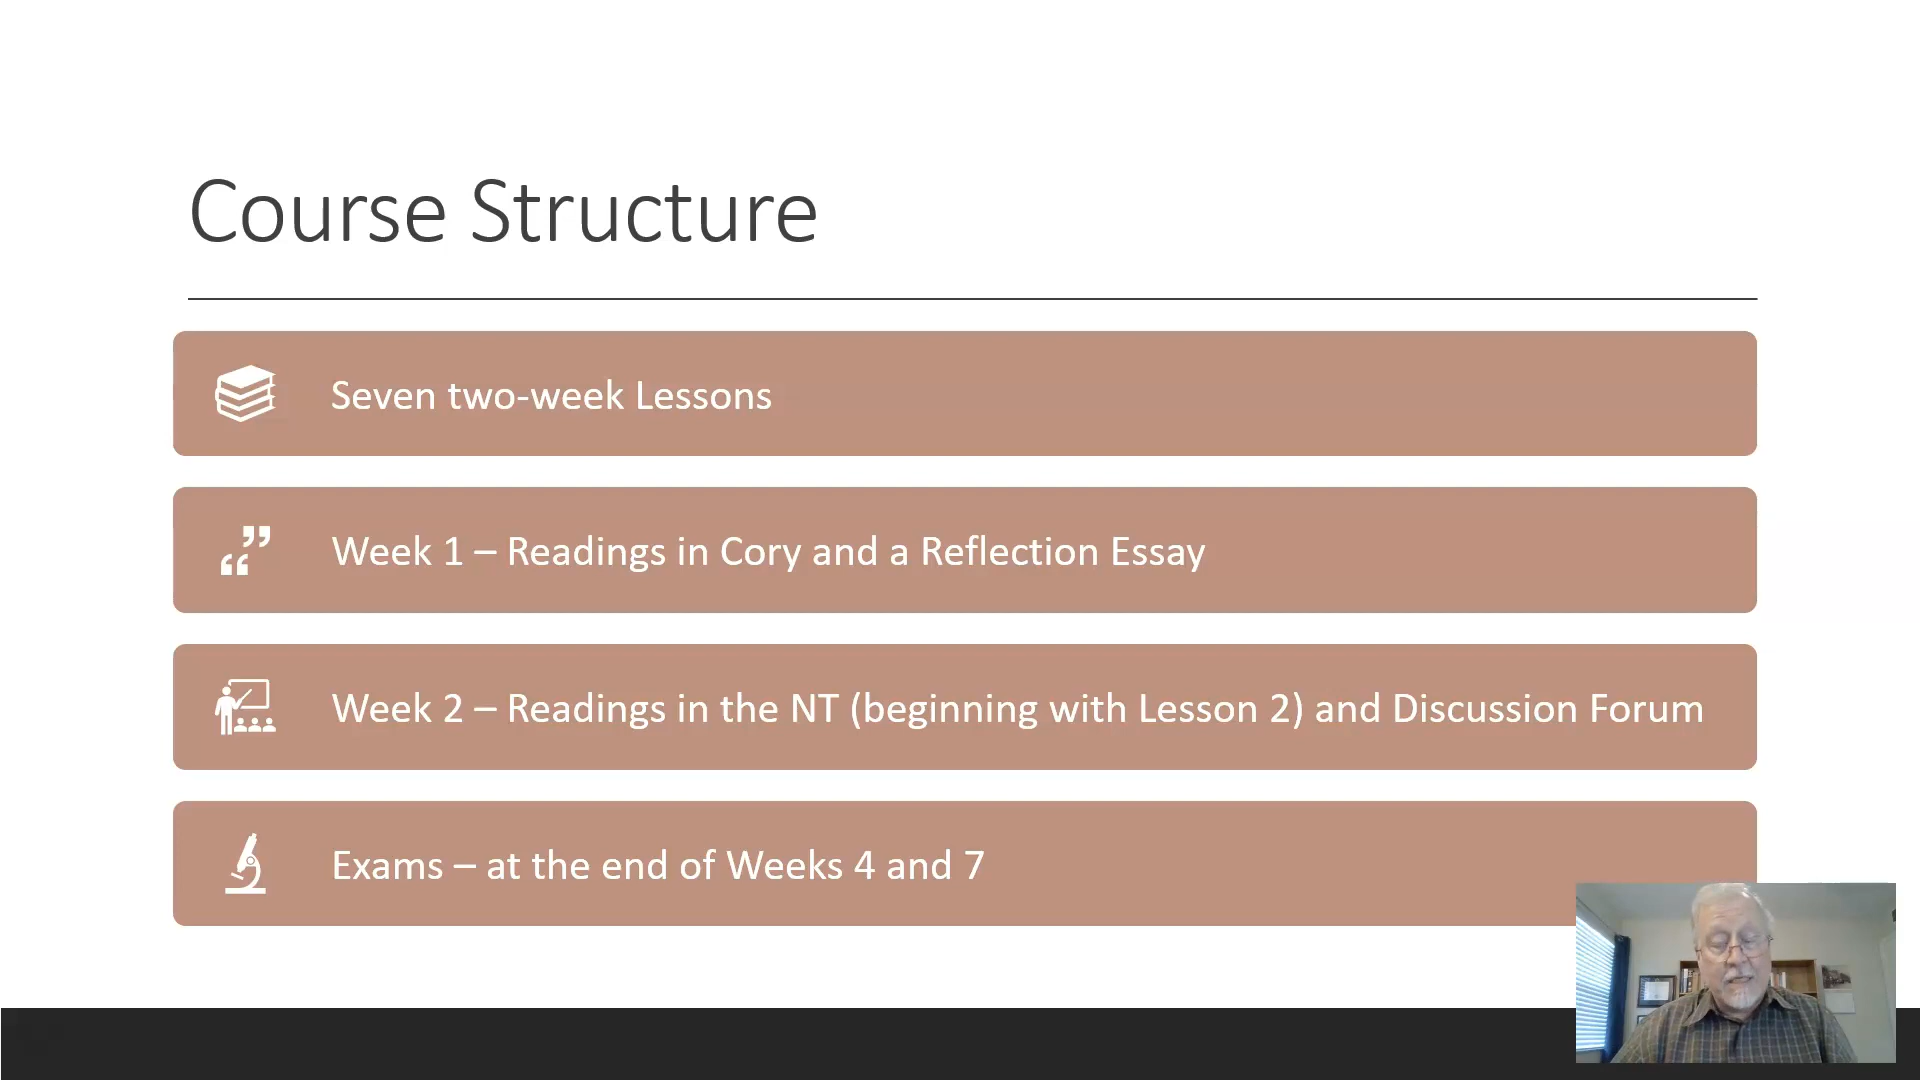 Course Structure
Seven two-week Lessons
Week 1 – Readings in Cory and a Reflection Essay
Week 2 – Readings in the NT (beginning with Lesson 2) and Discussion Forum
Exams – at the end of Weeks 4 and 7